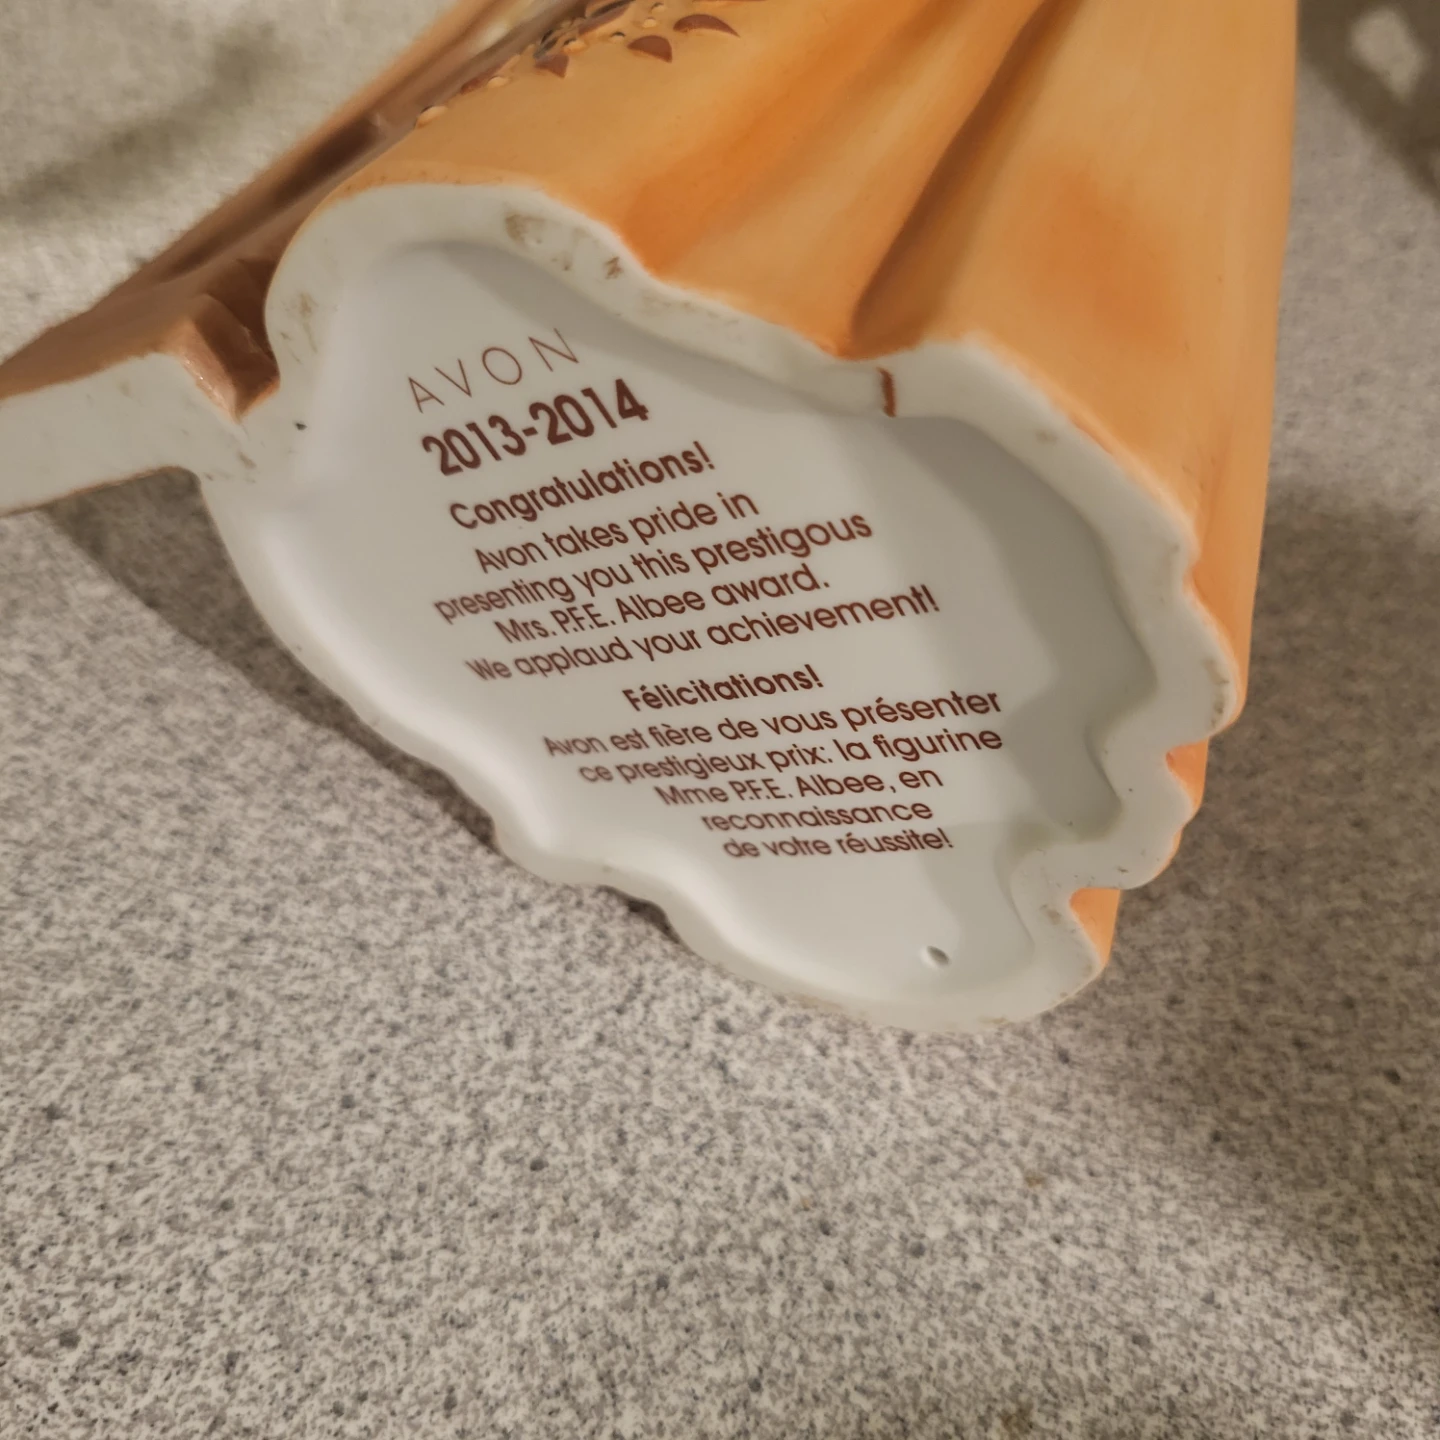 AVON
2013-2014
Congratulations!
Avon takes pride in
presenting you this prestigous
Mrs. P.F.E. Albee award.
We applaud your achievement!
Félicitations!
Avon est fière de vous présenter
ce prestigieux prix: la figurine
Mme P.F.E. Albee, en
reconnaissance
de votre réussite!